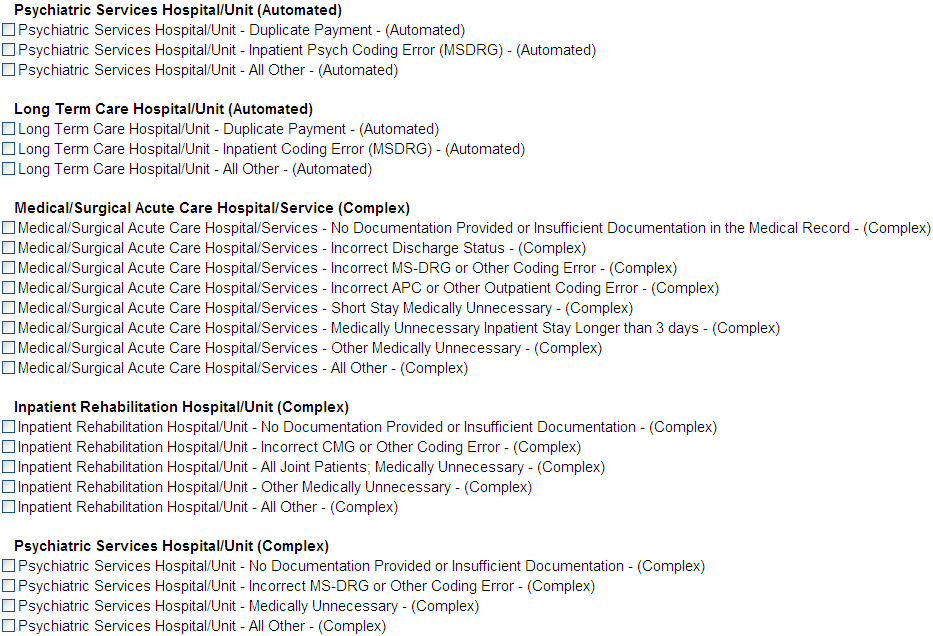 Psychiatric Services Hospital/Unit (Automated)
Psychiatric Services Hospital/Unit - Duplicate Payment - (Automated)
Psychiatric Services Hospital/Unit - Inpatient Psych Coding Error (MSDRG) - (Automated)
Psychiatric Services Hospital/Unit - All Other - (Automated)
Long Term Care Hospital/Unit (Automated)
Long Term Care Hospital/Unit - Duplicate Payment - (Automated)
Long Term Care Hospital/Unit - Inpatient Coding Error (MSDRG) - (Automated)
Long Term Care Hospital/Unit - All Other - (Automated)
Medical/Surgical Acute Care Hospital/Service (Complex)
Medical/Surgical Acute Care Hospital/Services - No Documentation Provided or Insufficient Documentation in the Medical Record - (Complex)
Medical/Surgical Acute Care Hospital/Services - Incorrect Discharge Status - (Complex)
Medical/Surgical Acute Care Hospital/Services - Incorrect MS-DRG or Other Coding Error - (Complex)
Medical/Surgical Acute Care Hospital/Services - Incorrect APC or Other Outpatient Coding Error - (Complex)
Medical/Surgical Acute Care Hospital/Services - Short Stay Medically Unnecessary - (Complex)
Medical/Surgical Acute Care Hospital/Services - Medically Unnecessary Inpatient Stay Longer than 3 days - (Complex)
Medical/Surgical Acute Care Hospital/Services - Other Medically Unnecessary - (Complex)
Medical/Surgical Acute Care Hospital/Services - All Other - (Complex)
Inpatient Rehabilitation Hospital/Unit (Complex)
Inpatient Rehabilitation Hospital/Unit - No Documentation Provided or Insufficient Documentation - (Complex)
Inpatient Rehabilitation Hospital/Unit - Incorrect CMG or Other Coding Error - (Complex)
Inpatient Rehabilitation Hospital/Unit - All Joint Patients; Medically Unnecessary - (Complex)
Inpatient Rehabilitation Hospital/Unit - Other Medically Unnecessary - (Complex)
Inpatient Rehabilitation Hospital/Unit - All Other - (Complex)
Psychiatric Services Hospital/Unit (Complex)
Psychiatric Services Hospital/Unit - No Documentation Provided or Insufficient Documentation - (Complex)
Psychiatric Services Hospital/Unit - Incorrect MS-DRG or Other Coding Error - (Complex)
Psychiatric Services Hospital/Unit - Medically Unnecessary - (Complex)
Psychiatric Services Hospital/Unit - All Other - (Complex)